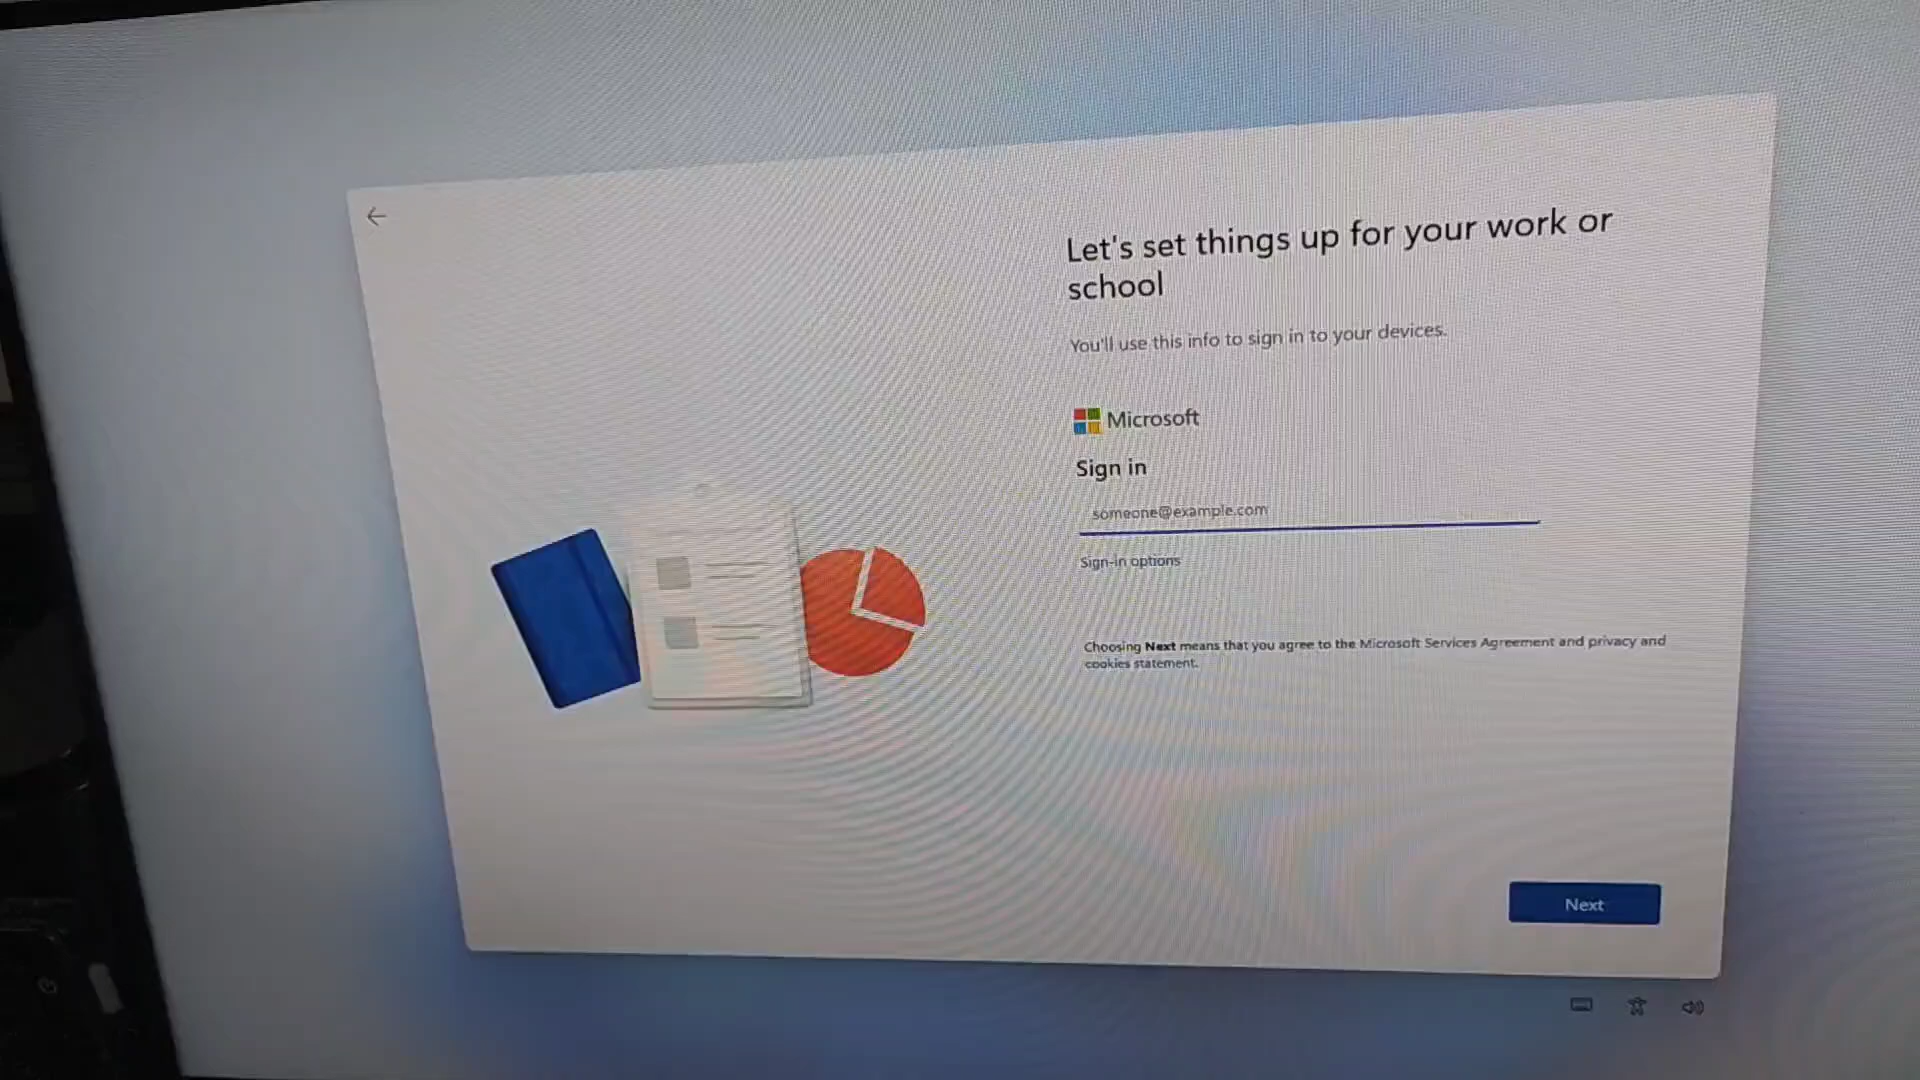 Let's set things up for your work or
school
You'll use this info to sign in to your devices.
Microsoft
Sign in
someone@example.com
Sign-in options
Choosing Next means that you agree to the Microsoft Services Agreement and privacy and
cookies statement.
Next